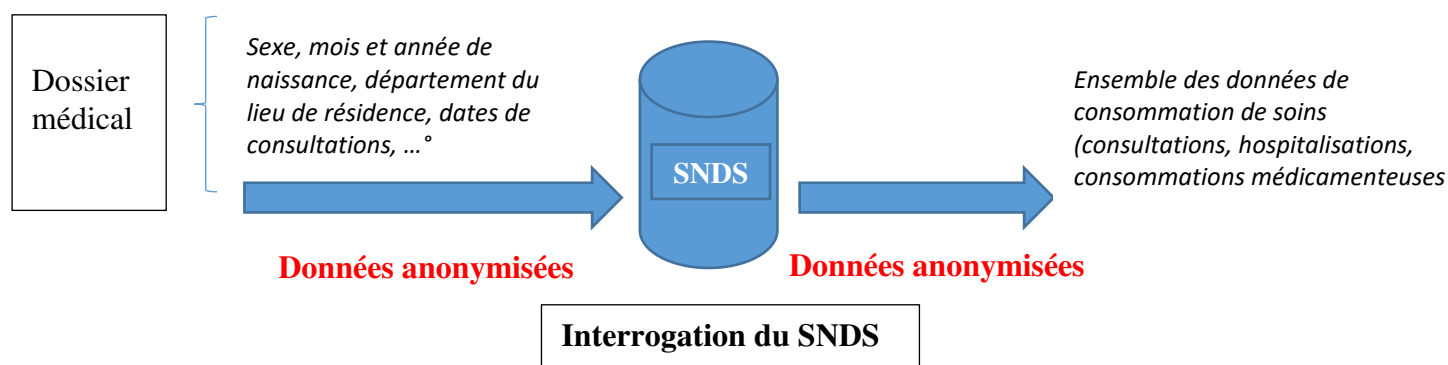 Dossier
médical
Sexe, mois et année de
naissance, département du
lieu de résidence, dates de
consultations, …°
SNDS
Ensemble des données de
consommation de soins
(consultations, hospitalisations,
consommations médicamenteuses
Données anonymisées
Données anonymisées
Interrogation du SNDS